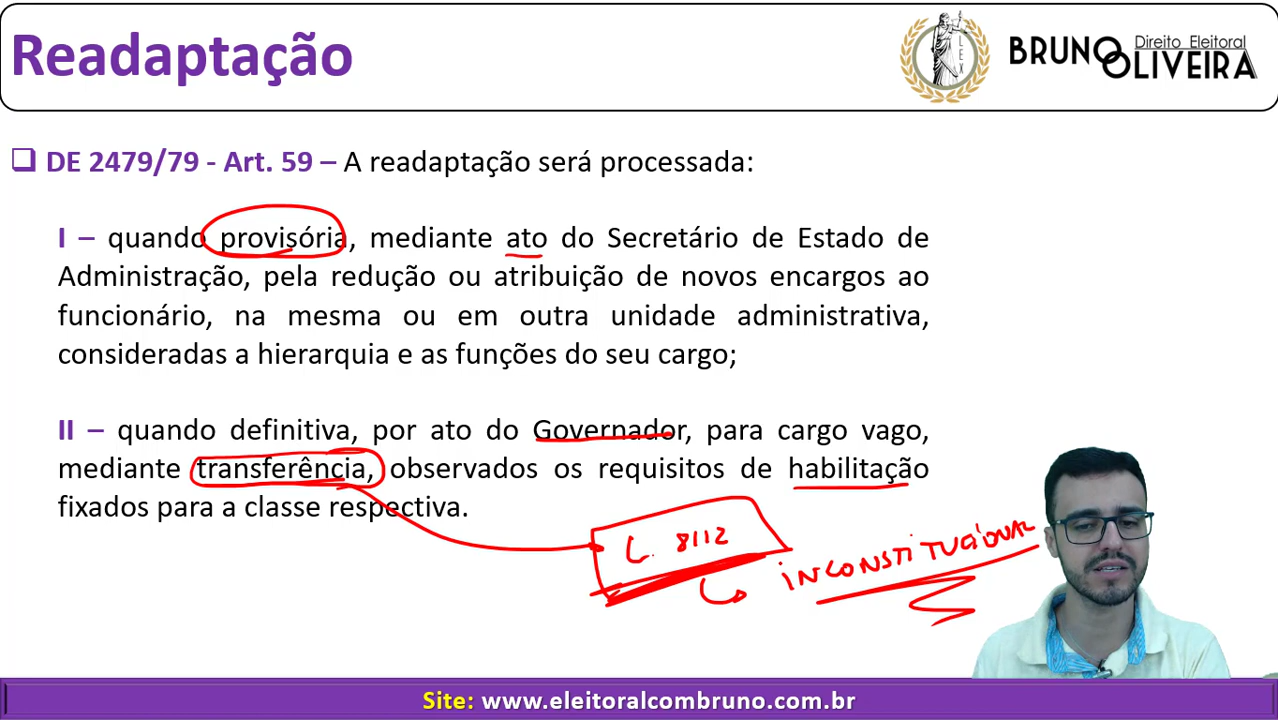 Readaptação
LEX
BRUNO OLIVEIRA
Direito Eleitoral
DE 2479/79 - Art. 59 – A readaptação será processada:
I – quando provisória, mediante ato do Secretário de Estado de
Administração, pela redução ou atribuição de novos encargos ao
funcionário, na mesma ou em outra unidade administrativa,
consideradas a hierarquia e as funções do seu cargo;
II – quando definitiva, por ato do Governador, para cargo vago,
mediante transferência, observados os requisitos de habilitação
fixados para a classe respectiva.
L. 8112
INCONSTITUCIONAL
Site: www.eleitoralcombruno.com.br